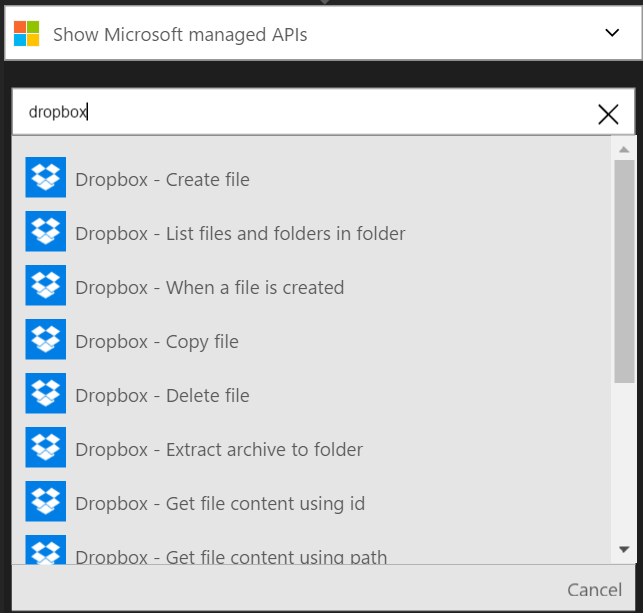 Show Microsoft managed APIs
dropbox
Dropbox - Create file
Dropbox - List files and folders in folder
Dropbox - When a file is created
Dropbox - Copy file
Dropbox - Delete file
Dropbox - Extract archive to folder
Dropbox - Get file content using id
Dropbox - Get file content using path
Cancel